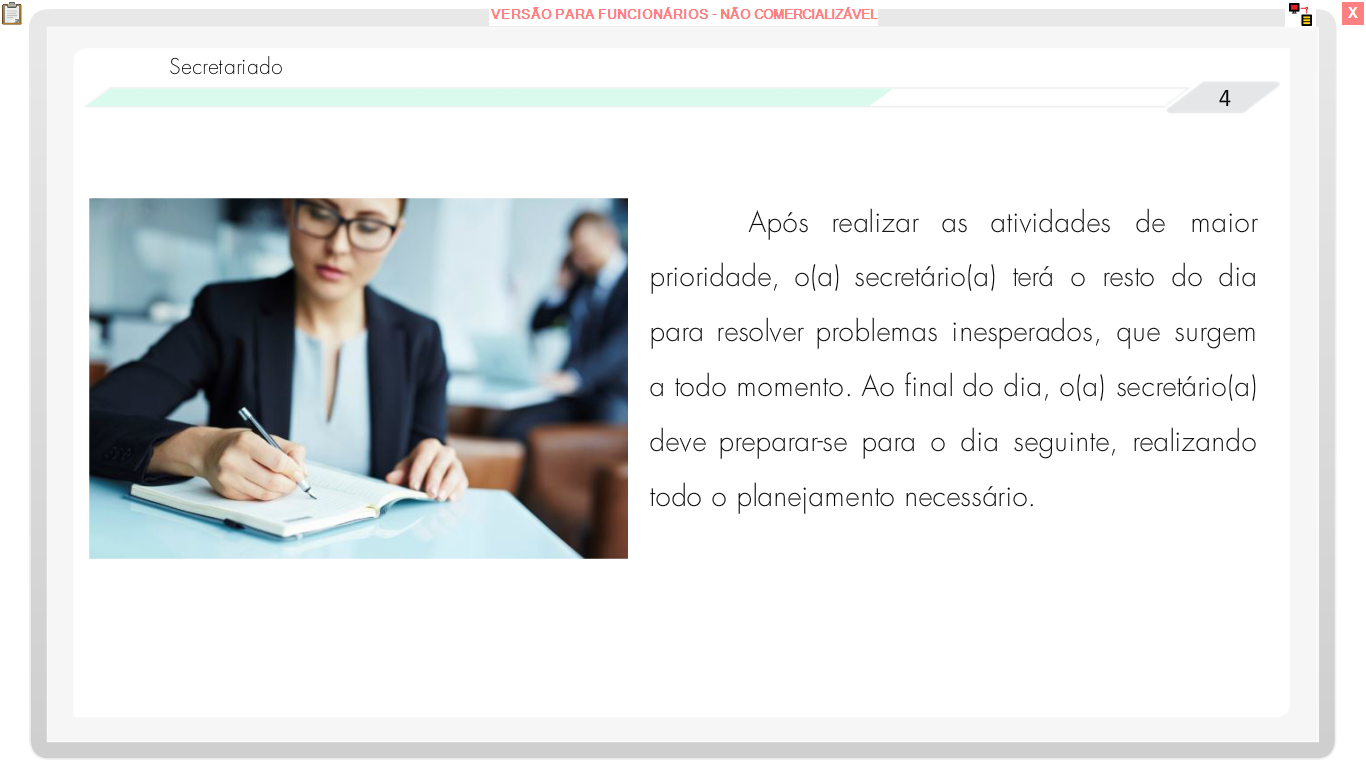 VERSÃO PARA FUNCIONÁRIOS - NÃO COMERCIALIZÁVEL
X
Secretariado
4
Após realizar as atividades de maior
prioridade, o(a) secretário(a) terá o resto do dia
para resolver problemas inesperados, que surgem
a todo momento. Ao final do dia, o(a) secretário(a)
deve preparar-se para o dia seguinte, realizando
todo o planejamento necessário.